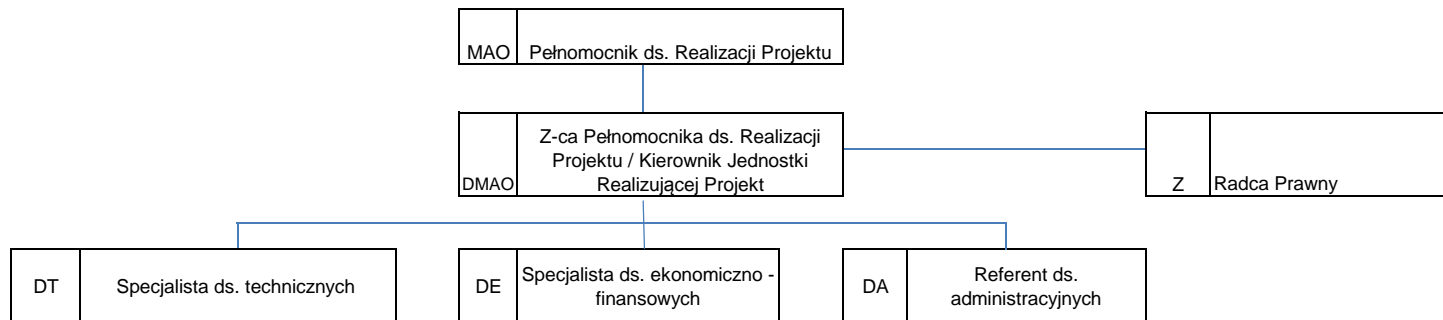 MAO Pełnomocnik ds. Realizacji Projektu
Z-ca Pełnomocnika ds. Realizacji
Projektu / Kierownik Jednostki
DMAO Realizującej Projekt
Z Radca Prawny
DT Specjalista ds. technicznych
DE Specjalista ds. ekonomiczno -
finansowych
DA Referent ds.
administracyjnych